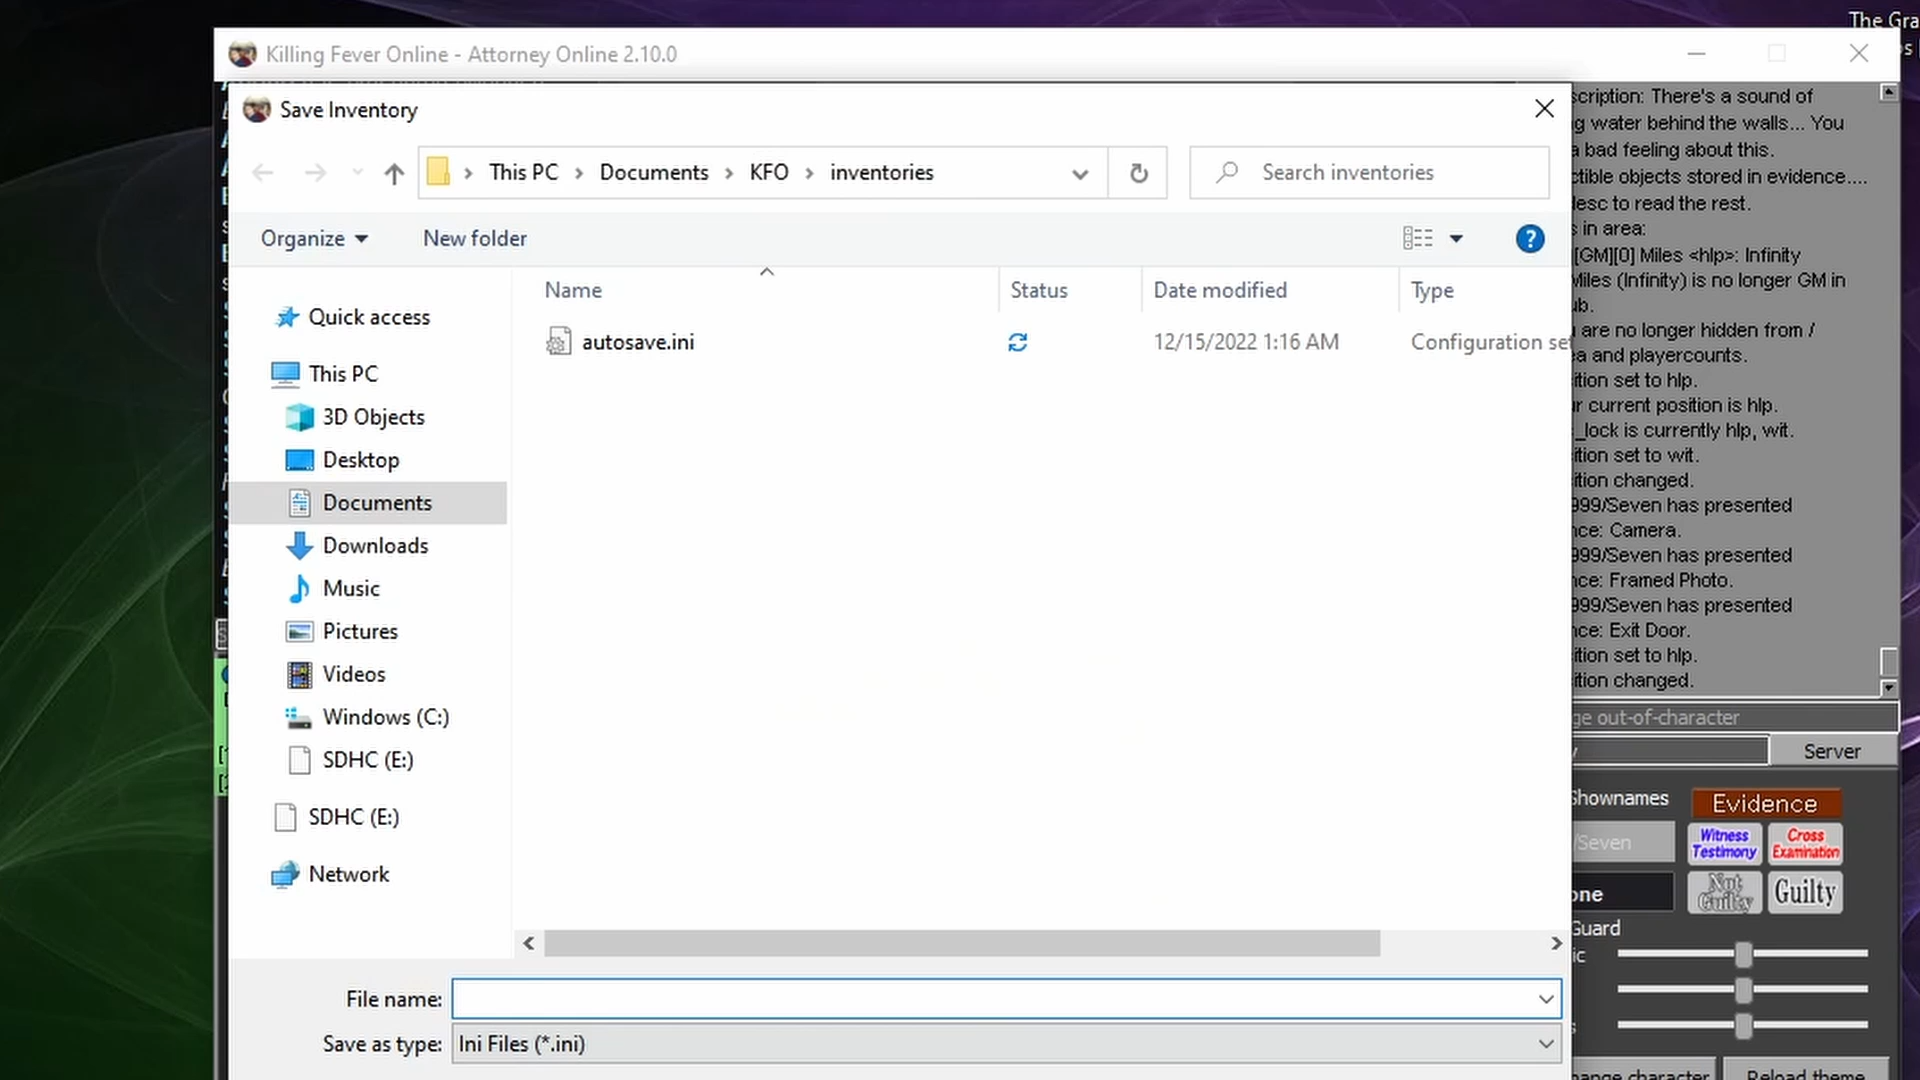 The Gra
Killing Fever Online - Attorney Online 2.10.0
Save Inventory
This PC > Documents > KFO > inventories
Search inventories
Organize
New folder
?
Name
Status
Date modified
Type
autosave.ini
12/15/2022 1:16 AM
Configuration set
Quick access
This PC
3D Objects
Desktop
Documents
Downloads
Music
Pictures
Videos
Windows (C:)
SDHC (E:)
SDHC (E:)
Network
File name:
Save as type:
Ini Files (*.ini)
scription: There's a sound of
g water behind the walls... You
a bad feeling about this.
ctible objects stored in evidence....
desc to read the rest.
s in area:
[GM][0] Miles <hlp>: Infinity
Miles (Infinity) is no longer GM in
ub.
are no longer hidden from /
ea and playercounts.
ition set to hlp.
ur current position is hlp.
_lock is currently hlp, wit.
ition set to wit.
ition changed.
999/Seven has presented
nce: Camera.
999/Seven has presented
nce: Framed Photo.
999/Seven has presented
nce: Exit Door.
ition set to hlp.
ition changed.
ge out-of-character
Server
Shownames
Evidence
/Seven
Witness
Testimony
Cross
Examination
one
Not
Guilty
Guilty
Guard
ic
s
hange character
Reload theme